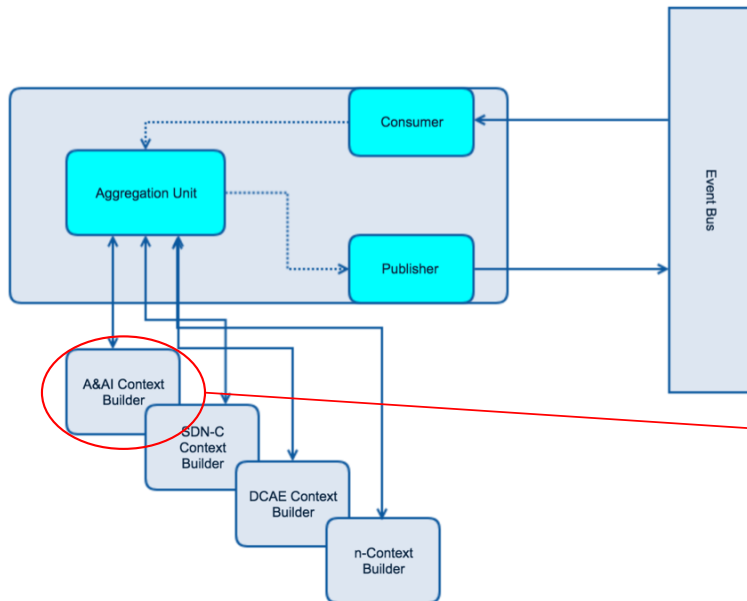 Consumer
Aggregation Unit
Event Bus
Publisher
A&AI Context
Builder
SDN-C
Context
Builder
DCAE Context
Builder
n-Context
Builder